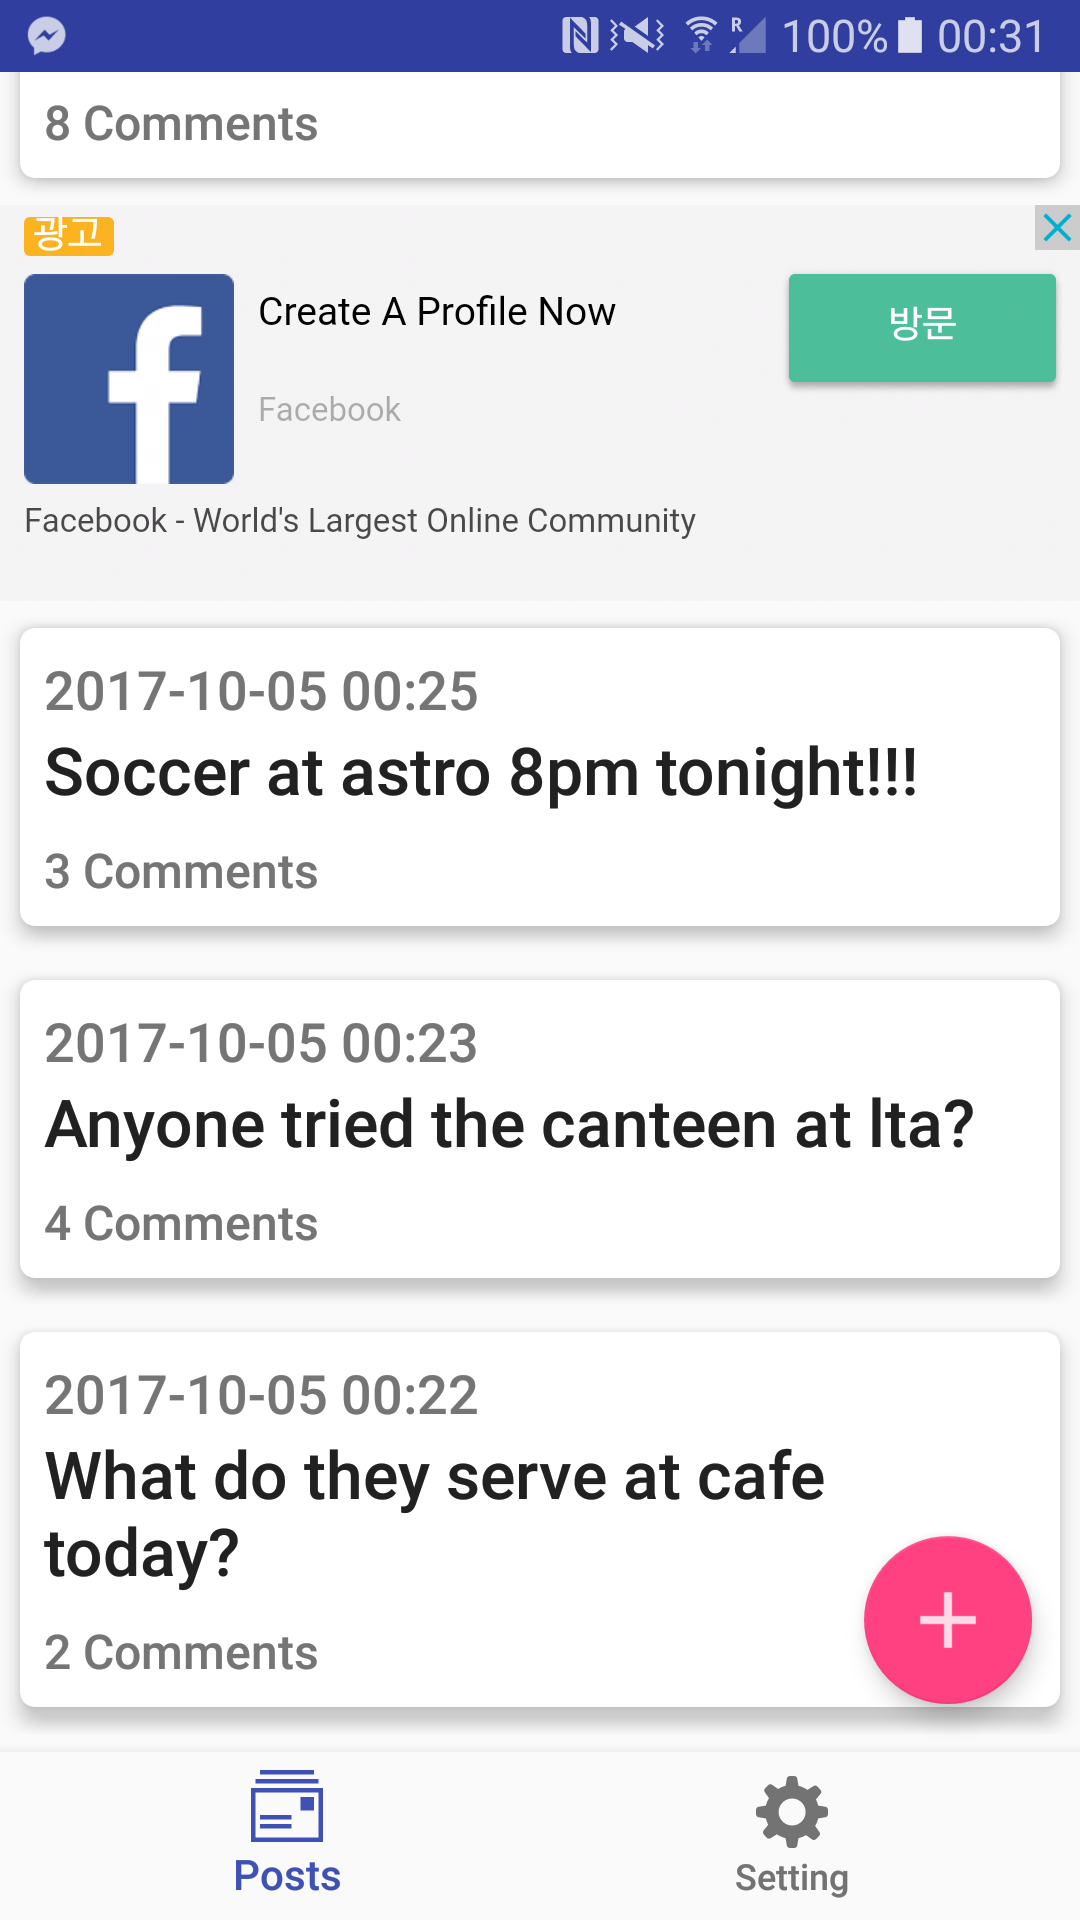 R 100% 00:31
8 Comments
광고
Create A Profile Now
방문
Facebook
Facebook - World's Largest Online Community
2017-10-05 00:25
Soccer at astro 8pm tonight!!!
3 Comments
2017-10-05 00:23
Anyone tried the canteen at lta?
4 Comments
2017-10-05 00:22
What do they serve at cafe
today?
2 Comments
Posts
Setting